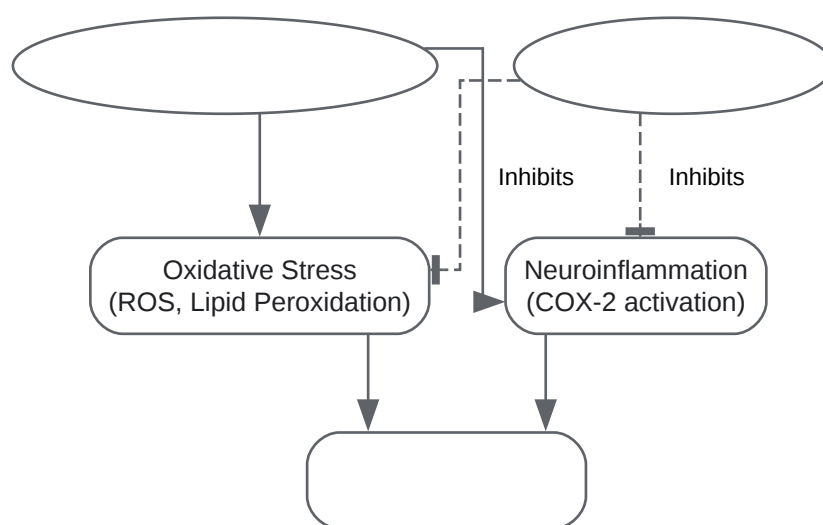 Inhibits
Inhibits
Oxidative Stress
(ROS, Lipid Peroxidation)
Neuroinflammation
(COX-2 activation)